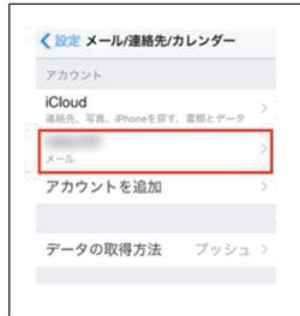 設定 メール/連絡先/カレンダー
アカウント
iCloud
連絡先、写真、iPhoneを探す、書類とデータ
メール
アカウントを追加
データの取得方法 プッシュ